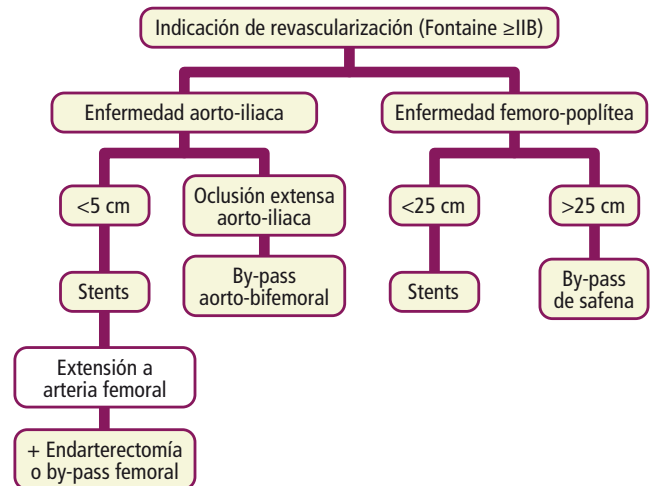 Indicación de revascularización (Fontaine ≥IIB)
Enfermedad aorto-iliaca
Enfermedad femoro-poplítea
<5 cm
Oclusión extensa
aorto-iliaca
<25 cm
>25 cm
Stents
By-pass
aorto-bifemoral
Stents
By-pass
de safena
Extensión a
arteria femoral
+ Endarterectomía
o by-pass femoral